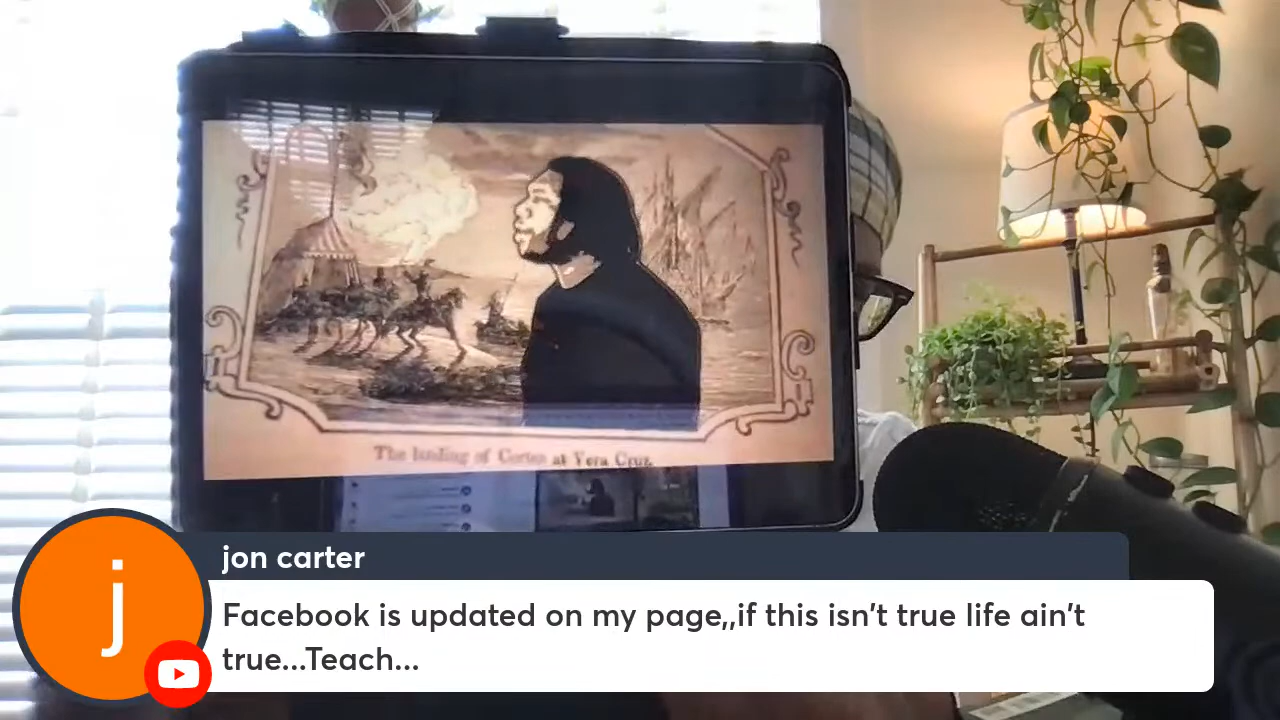 The landing of Cortes at Vera Cruz.
j
jon carter
Facebook is updated on my page,,if this isn't true life ain't
true...Teach...